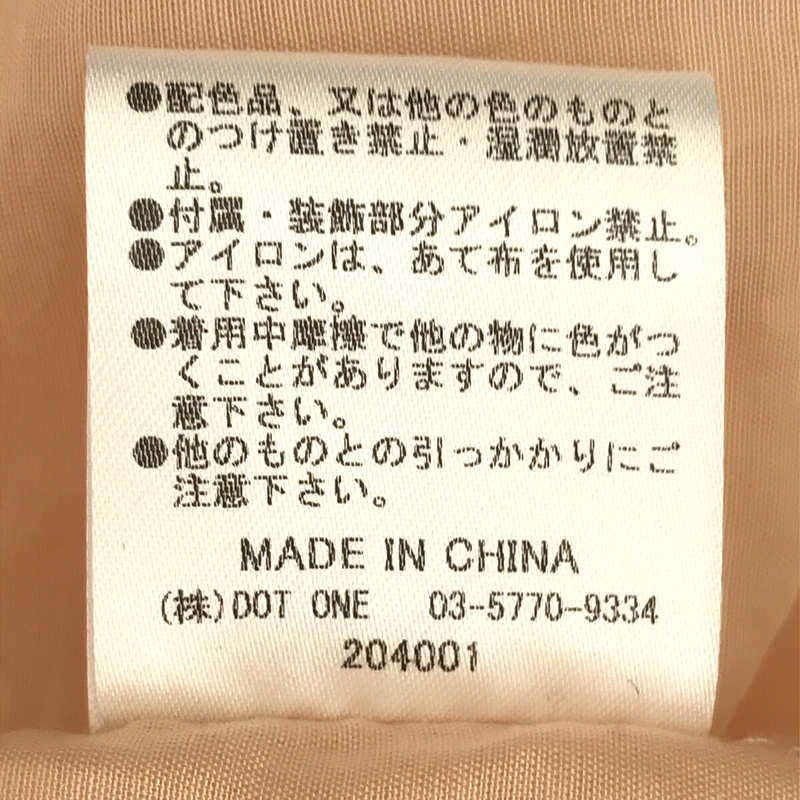 ●配色品、又は他の色のものと
のつけ置き禁止・湿潤放置禁
止。
●付属・装飾部分アイロン禁止。
●アイロンは、あて布を使用し
て下さい。
●着用中摩擦で他の物に色がつ
くことがありますので、ご注
意下さい。
●他のものとの引っかかりにご
注意下さい。
MADE IN CHINA
(株)DOT ONE 03-5770-9334
204001